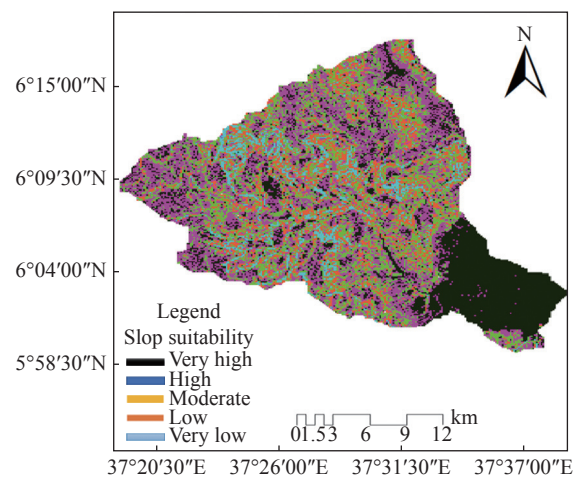 N
6°15′00″N
6°09′30″N
6°04′00″N
5°58′30″N
Legend
Slop suitability
Very high
High
Moderate
Low
Very low
km
01.53 6 9 12
37°20′30″E 37°26′00″E 37°31′30″E 37°37′00″E